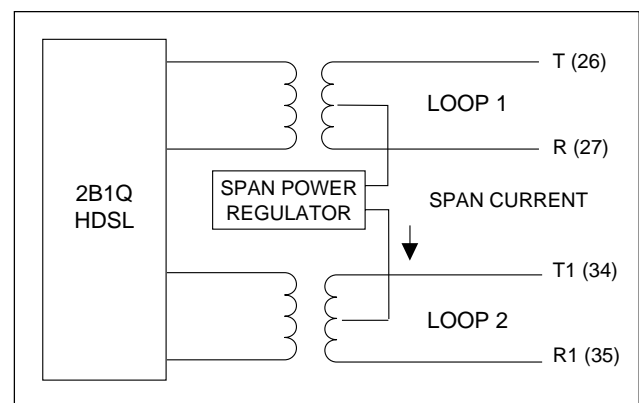 T (26)
LOOP 1
R (27)
2B1Q
HDSL
SPAN POWER
REGULATOR
SPAN CURRENT
T1 (34)
LOOP 2
R1 (35)